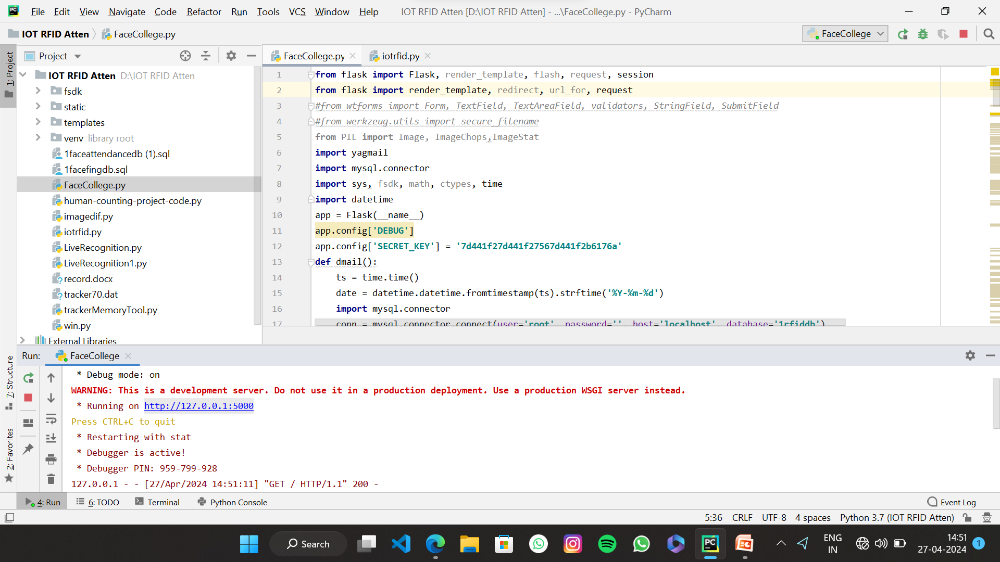 File Edit View Navigate Code Refactor Run Tools VCS Window Help IOT RFID Atten [D:\IOT RFID Atten] - ...\FaceCollege.py - PyCharm
IOT RFID Atten FaceCollege.py FaceCollege
1: Project
Project
IOT RFID Atten D:\IOT RFID Atten
fsdk
static
templates
venv library root
1faceattendancedb (1).sql
1facefingdb.sql
FaceCollege.py
human-counting-project-code.py
imagedif.py
iotrfid.py
LiveRecognition.py
LiveRecognition1.py
record.docx
tracker70.dat
trackerMemoryTool.py
win.py
External Libraries
FaceCollege.py iotrfid.py
1 from flask import Flask, render_template, flash, request, session
2 from flask import render_template, redirect, url_for, request
3 #from wtforms import Form, TextField, TextAreaField, validators, StringField, SubmitField
4 #from werkzeug.utils import secure_filename
5 from PIL import Image, ImageChops,ImageStat
6 import yagmail
7 import mysql.connector
8 import sys, fsdk, math, ctypes, time
9 import datetime
10 app = Flask(__name__)
11 app.config['DEBUG']
12 app.config['SECRET_KEY'] = '7d441f27d441f27567d441f2b6176a'
13 def dmail():
14 ts = time.time()
15 date = datetime.datetime.fromtimestamp(ts).strftime('%Y-%m-%d')
16 import mysql.connector
17 conn = mysql.connector.connect(user='root', password='', host='localhost', database='1rfiddb')
7: Structure
2: Favorites
Run: FaceCollege
* Debug mode: on
WARNING: This is a development server. Do not use it in a production deployment. Use a production WSGI server instead.
* Running on http://127.0.0.1:5000
Press CTRL+C to quit
* Restarting with stat
* Debugger is active!
* Debugger PIN: 959-799-928
127.0.0.1 - - [27/Apr/2024 14:51:11] "GET / HTTP/1.1" 200 -
4: Run 6: TODO Terminal Python Console Event Log
5:36 CRLF UTF-8 4 spaces Python 3.7 (IOT RFID Atten)
Search
PC
ENG
IN
14:51
27-04-2024
1